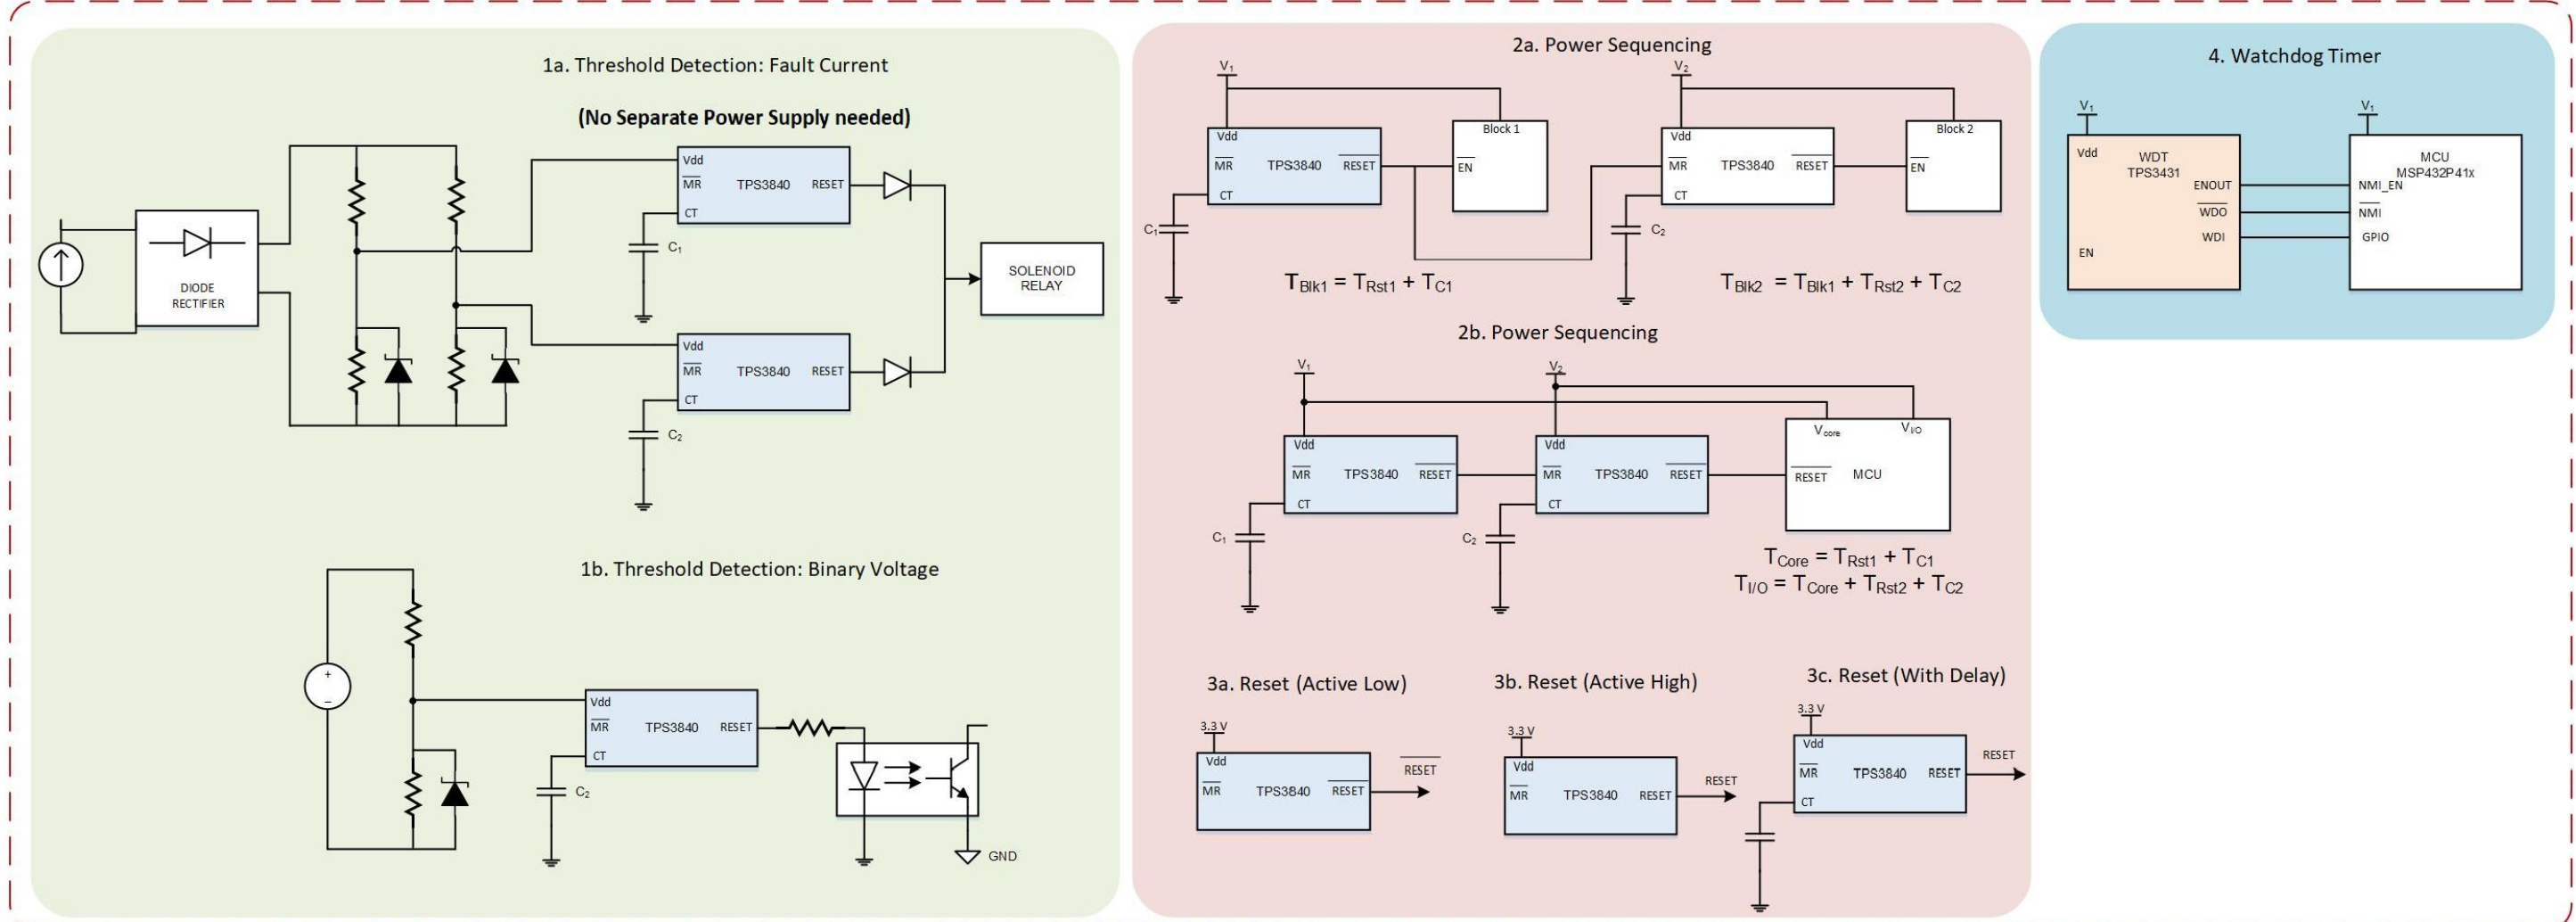 1a. Threshold Detection: Fault Current
(No Separate Power Supply needed)
DIODE
RECTIFIER
Vdd
MR
TPS3840
RESET
CT
C1
Vdd
MR
TPS3840
RESET
CT
C2
SOLENOID
RELAY
1b. Threshold Detection: Binary Voltage
+
−
Vdd
MR
TPS3840
RESET
CT
C2
GND
2a. Power Sequencing
V1
Vdd
MR
TPS3840
RESET
CT
C1
Block 1
EN
V2
Vdd
MR
TPS3840
RESET
CT
C2
Block 2
EN
TBlk1 = TRst1 + TC1
TBlk2 = TBlk1 + TRst2 + TC2
2b. Power Sequencing
V1
Vdd
MR
TPS3840
RESET
CT
C1
V2
Vdd
MR
TPS3840
RESET
CT
C2
Vcore
VI/O
RESET
MCU
TCore = TRst1 + TC1
TI/O = TCore + TRst2 + TC2
3a. Reset (Active Low)
3.3 V
Vdd
MR
TPS3840
RESET
RESET
3b. Reset (Active High)
3.3 V
Vdd
MR
TPS3840
RESET
RESET
3c. Reset (With Delay)
3.3 V
Vdd
MR
TPS3840
RESET
CT
RESET
4. Watchdog Timer
V1
Vdd
WDT
TPS3431
ENOUT
WDO
WDI
EN
V1
MCU
MSP432P41x
NMI_EN
NMI
GPIO